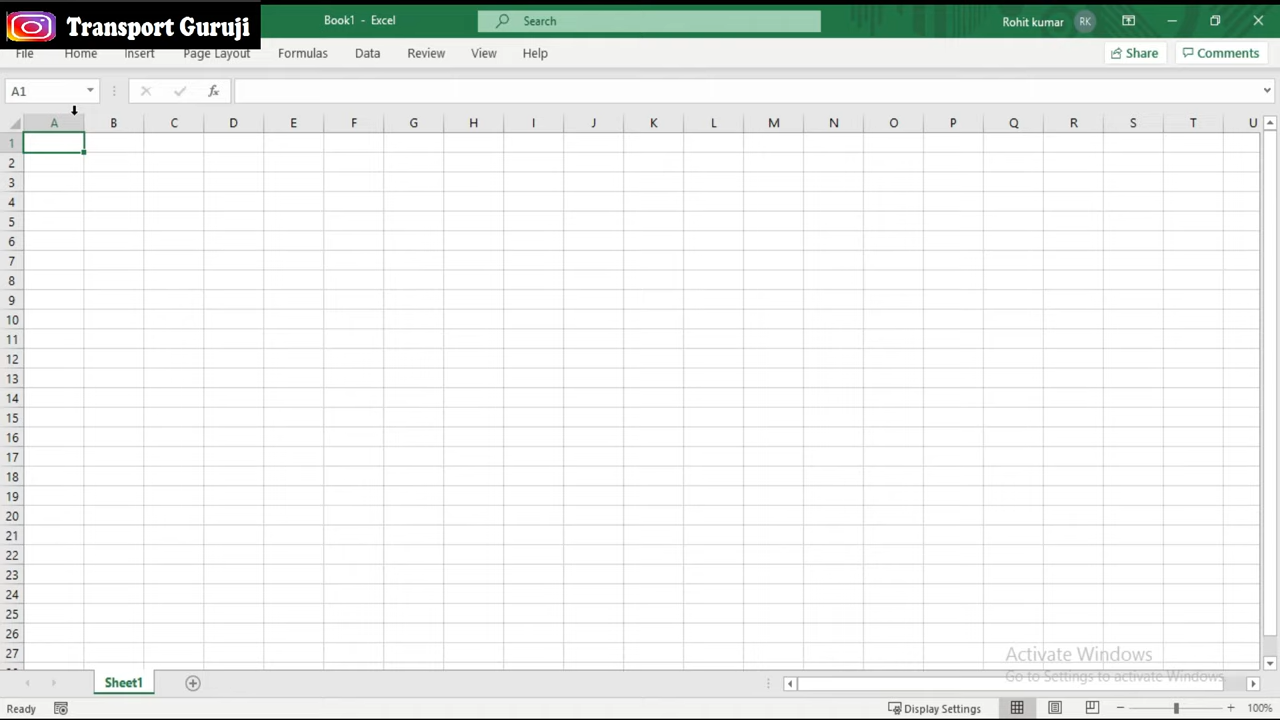 Transport Guruji
Book1 - Excel
Search
Rohit kumar
RK
File Home Insert Page Layout Formulas Data Review View Help
Share
Comments
A1
fx
A B C D E F G H I J K L M N O P Q R S T U
1
2
3
4
5
6
7
8
9
10
11
12
13
14
15
16
17
18
19
20
21
22
23
24
25
26
27
Activate Windows
Go to Settings to activate Windows.
Sheet1
Ready
Display Settings
100%